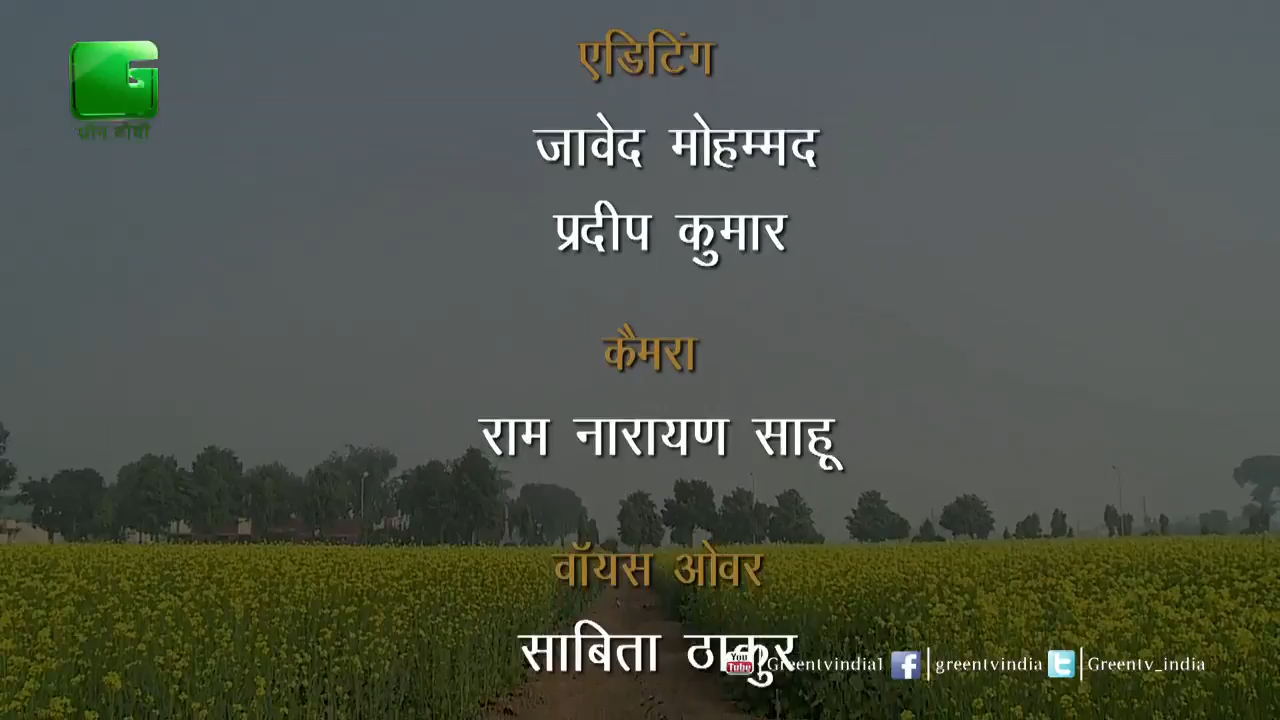 एडिटिंग
जावेद मोहम्मद
प्रदीप कुमार
कैमरा
राम नारायण साहू
वॉयस ओवर
साबिता ठाकुर
You Tube Greentvindia1 greentvindia Greentv_india
ग्रीन टीवी